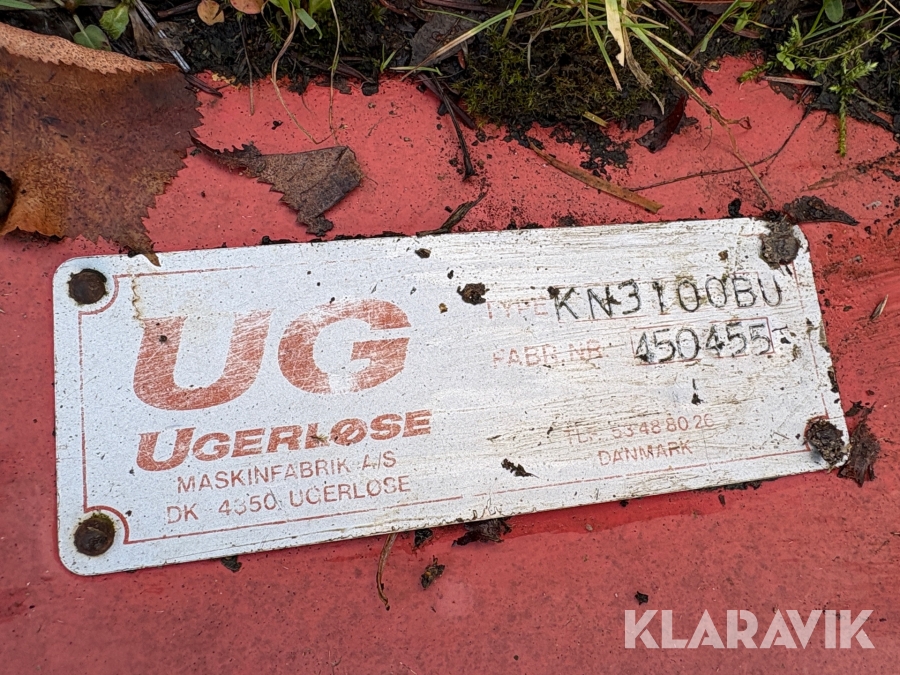 UG
UGERLØSE
MASKINFABRIK A/S
DK 4350 UGERLØSE
TYPE KN3100BU
FABR.NR 450455
TLF. 53 48 80 26
DANMARK
KLARAVIK